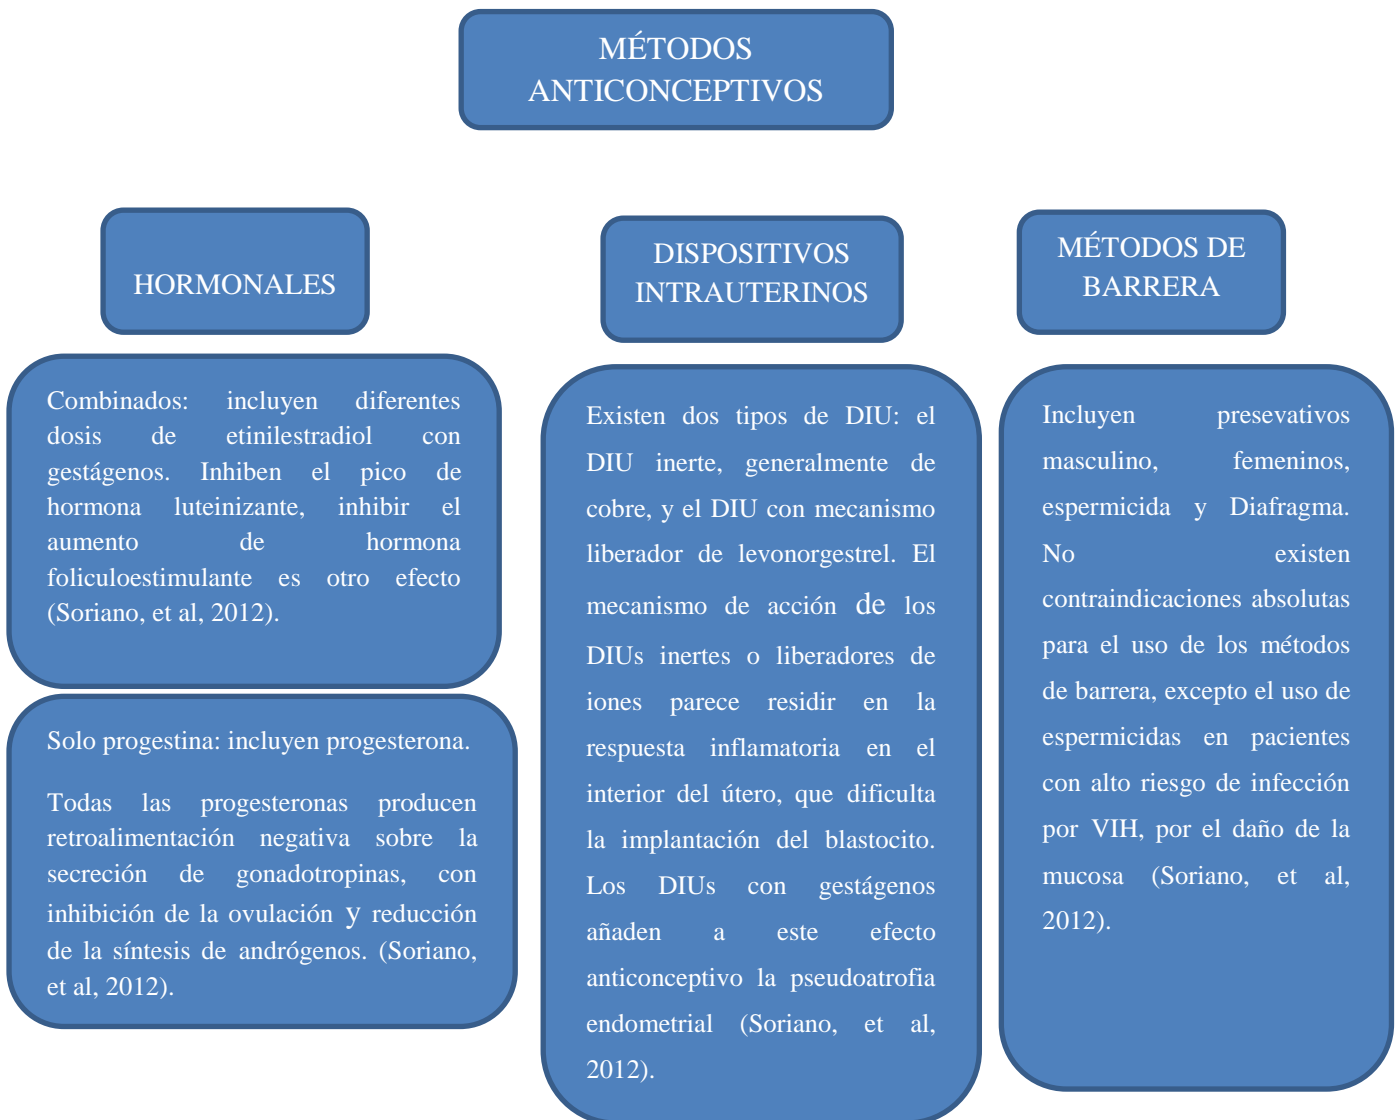 MÉTODOS
ANTICONCEPTIVOS
HORMONALES
Combinados: incluyen diferentes
dosis de etinilestradiol con
gestágenos. Inhiben el pico de
hormona luteinizante, inhibir el
aumento de hormona
foliculoestimulante es otro efecto
(Soriano, et al, 2012).
Solo progestina: incluyen progesterona.
Todas las progesteronas producen
retroalimentación negativa sobre la
secreción de gonadotropinas, con
inhibición de la ovulación y reducción
de la síntesis de andrógenos. (Soriano,
et al, 2012).
DISPOSITIVOS
INTRAUTERINOS
Existen dos tipos de DIU: el
DIU inerte, generalmente de
cobre, y el DIU con mecanismo
liberador de levonorgestrel. El
mecanismo de acción de los
DIUs inertes o liberadores de
iones parece residir en la
respuesta inflamatoria en el
interior del útero, que dificulta
la implantación del blastocito.
Los DIUs con gestágenos
añaden a este efecto
anticonceptivo la pseudoatrofia
endometrial (Soriano, et al,
2012).
MÉTODOS DE
BARRERA
Incluyen presevativos
masculino, femeninos,
espermicida y Diafragma.
No existen
contraindicaciones absolutas
para el uso de los métodos
de barrera, excepto el uso de
espermicidas en pacientes
con alto riesgo de infección
por VIH, por el daño de la
mucosa (Soriano, et al,
2012).